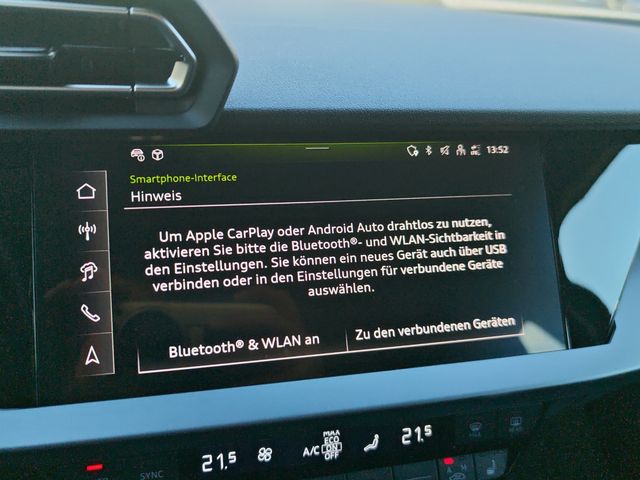 13:52
Smartphone-Interface
Hinweis
Um Apple CarPlay oder Android Auto drahtlos zu nutzen,
aktivieren Sie bitte die Bluetooth®- und WLAN-Sichtbarkeit in
den Einstellungen. Sie können ein neues Gerät auch über USB
verbinden oder in den Einstellungen für verbundene Geräte
auswählen.
Bluetooth® & WLAN an
Zu den verbundenen Geräten
21.5
A/C
MAX
ECO
ON
OFF
21.5
SYNC
A